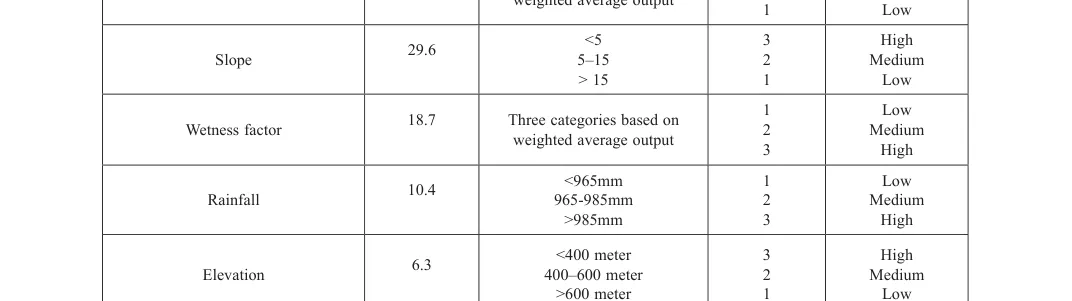 weighted average output
1 Low
Slope 29.6 <5 3 High
5–15 2 Medium
> 15 1 Low
Wetness factor 18.7 Three categories based on weighted average output 1 Low
2 Medium
3 High
Rainfall 10.4 <965mm 1 Low
965-985mm 2 Medium
>985mm 3 High
Elevation 6.3 <400 meter 3 High
400–600 meter 2 Medium
>600 meter 1 Low